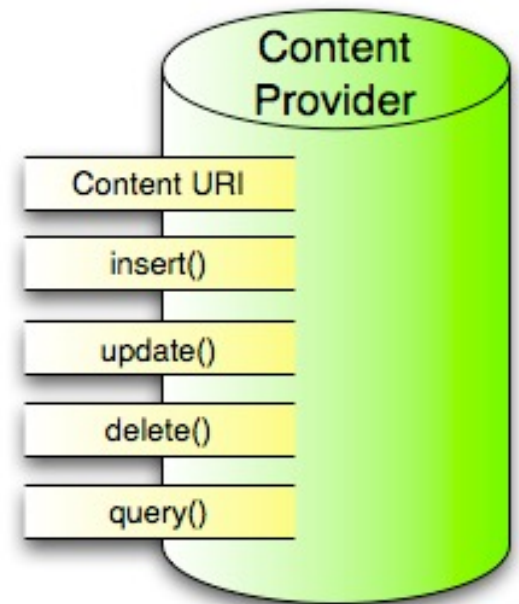 Content
Provider
Content URI
insert()
update()
delete()
query()